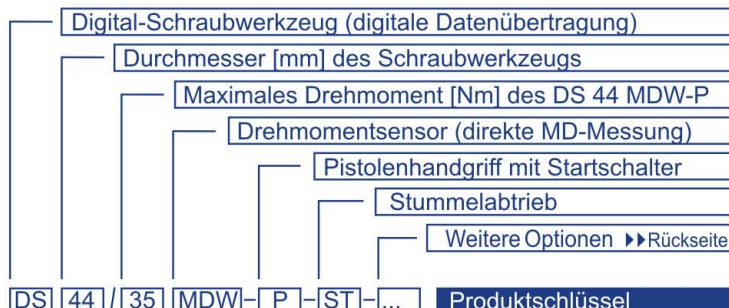 Digital-Schraubwerkzeug (digitale Datenübertragung)
Durchmesser [mm] des Schraubwerkzeugs
Maximales Drehmoment [Nm] des DS 44 MDW-P
Drehmomentsensor (direkte MD-Messung)
Pistolenhandgriff mit Startschalter
Stummelabtrieb
Weitere Optionen ▶▶Rückseite
DS 44 / 35 MDW - P - ST - ... Produktschlüssel